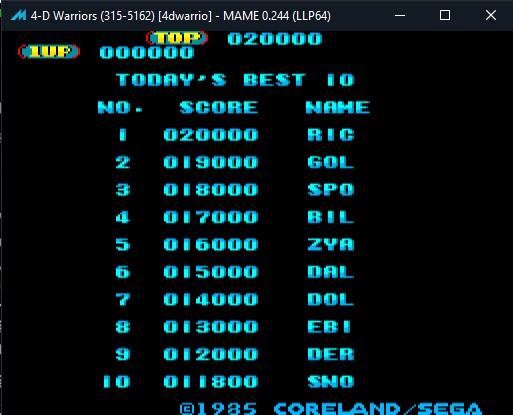 4-D Warriors (315-5162) [4dwarrio] - MAME 0.244 (LLP64)
TOP 020000
1UP 000000
TODAY'S BEST 10
NO. SCORE NAME
1 020000 RIC
2 019000 GOL
3 018000 SPO
4 017000 BIL
5 016000 ZYA
6 015000 DAL
7 014000 DOL
8 013000 EBI
9 012000 DER
10 011800 SNO
©1985 CORELAND/SEGA